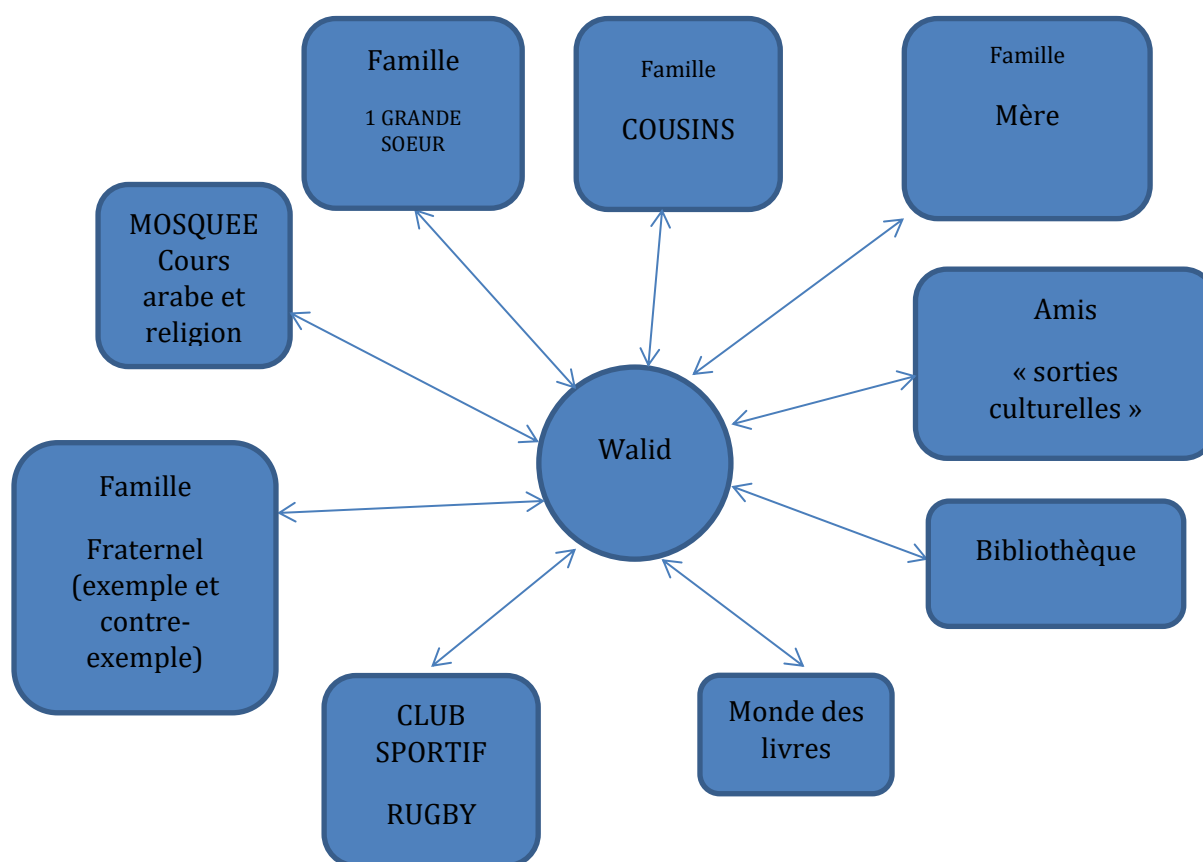 Famille
1 GRANDE
SOEUR
Famille
COUSINS
Famille
Mère
MOSQUEE
Cours
arabe et
religion
Amis
« sorties
culturelles »
Walid
Famille
Fraternel
(exemple et
contre-
exemple)
Bibliothèque
CLUB
SPORTIF
RUGBY
Monde des
livres